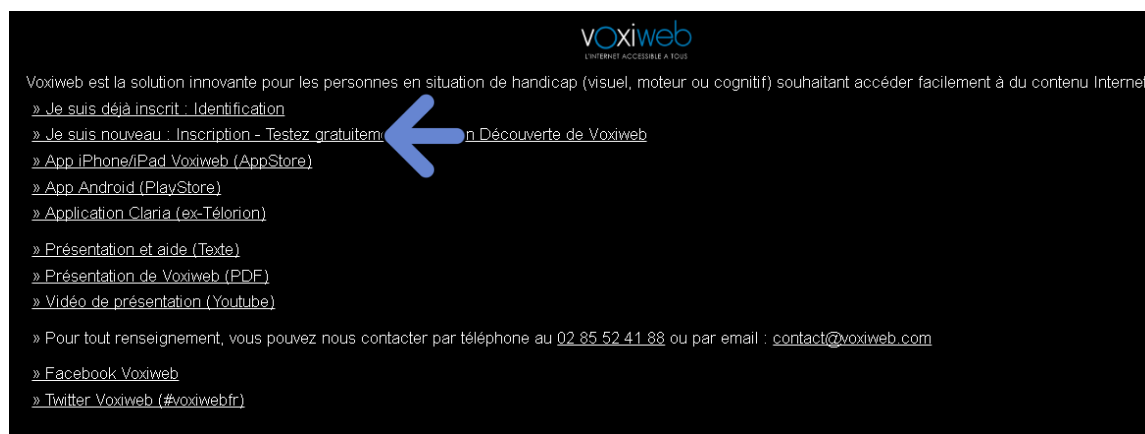 voxiweb
L'INTERNET ACCESSIBLE A TOUS
Voxiweb est la solution innovante pour les personnes en situation de handicap (visuel, moteur ou cognitif) souhaitant accéder facilement à du contenu Internet
» Je suis déjà inscrit : Identification
» Je suis nouveau : Inscription - Testez Découverte de Voxiweb
» App iPhone/iPad Voxiweb (AppStore)
» App Android (PlayStore)
» Application Claria (ex-Télorion)
» Présentation et aide (Texte)
» Présentation de Voxiweb (PDF)
» Vidéo de présentation (Youtube)
» Pour tout renseignement, vous pouvez nous contacter par téléphone au 02 85 52 41 88 ou par email : contact@voxiweb.com
» Facebook Voxiweb
» Twitter Voxiweb (#voxiwebfr)